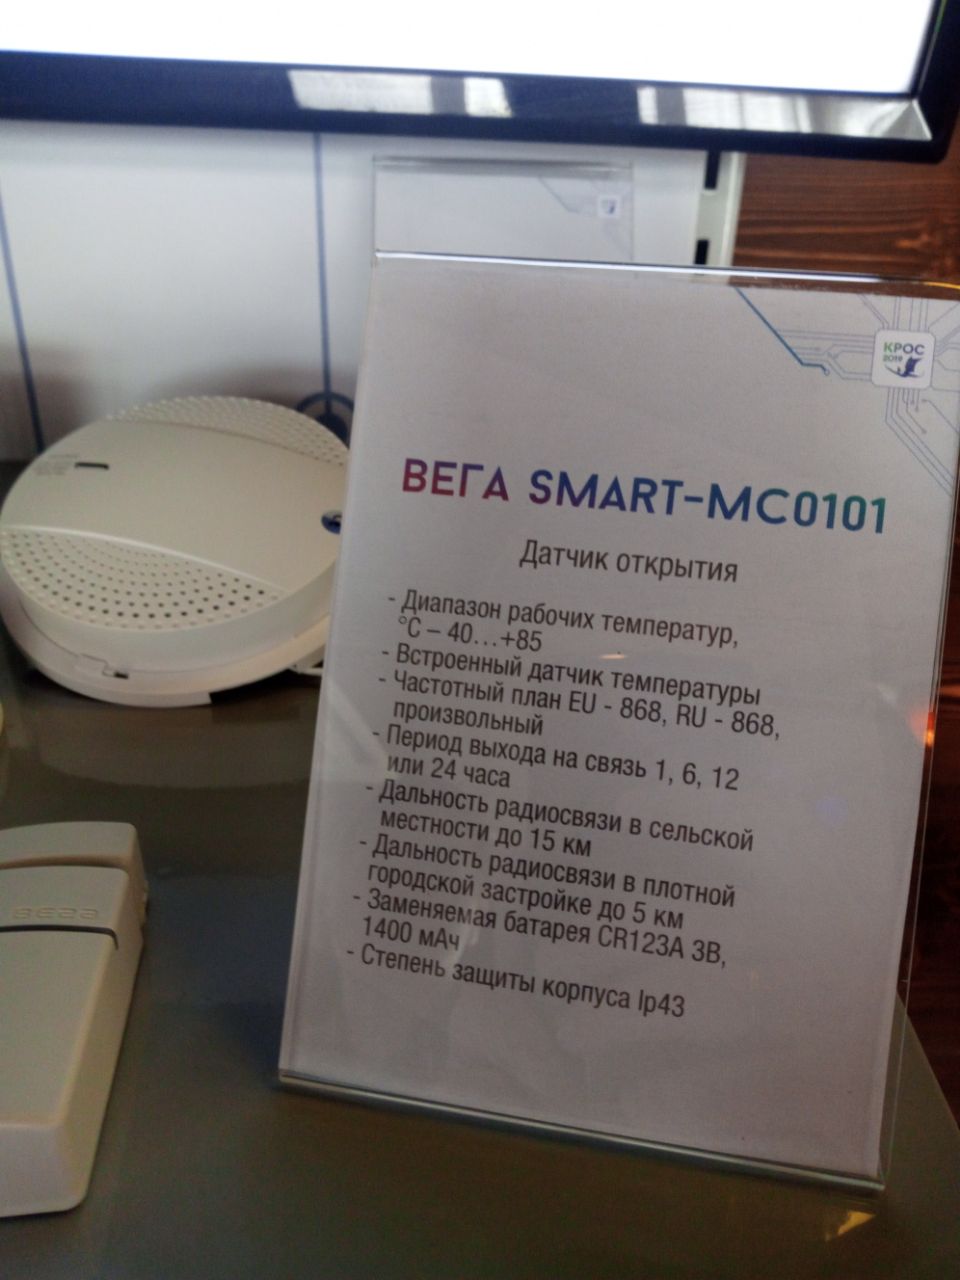 КРОС
2019
ВЕГА SMART-MC0101
Датчик открытия
- Диапазон рабочих температур,
°C – 40...+85
- Встроенный датчик температуры
- Частотный план EU - 868, RU - 868,
произвольный
- Период выхода на связь 1, 6, 12
или 24 часа
- Дальность радиосвязи в сельской
местности до 15 км
- Дальность радиосвязи в плотной
городской застройке до 5 км
- Заменяемая батарея CR123A 3В,
1400 мАч
- Степень защиты корпуса Ip43
вега